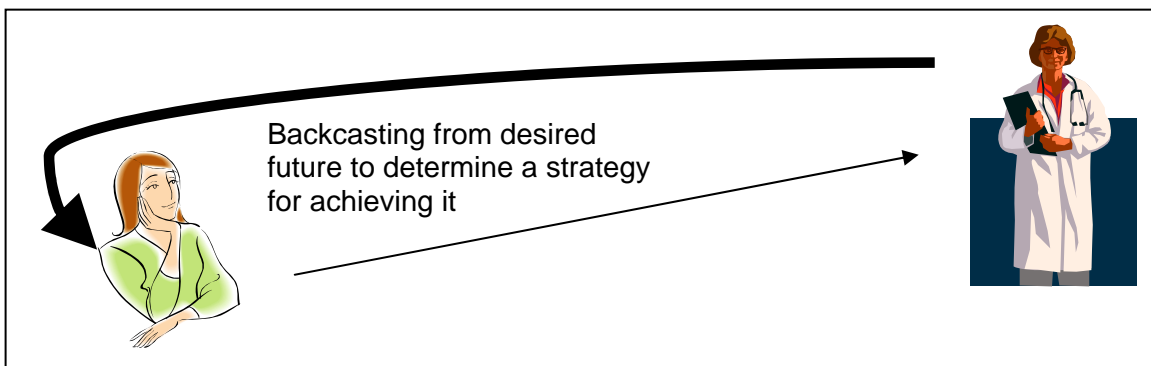 Backcasting from desired
future to determine a strategy
for achieving it